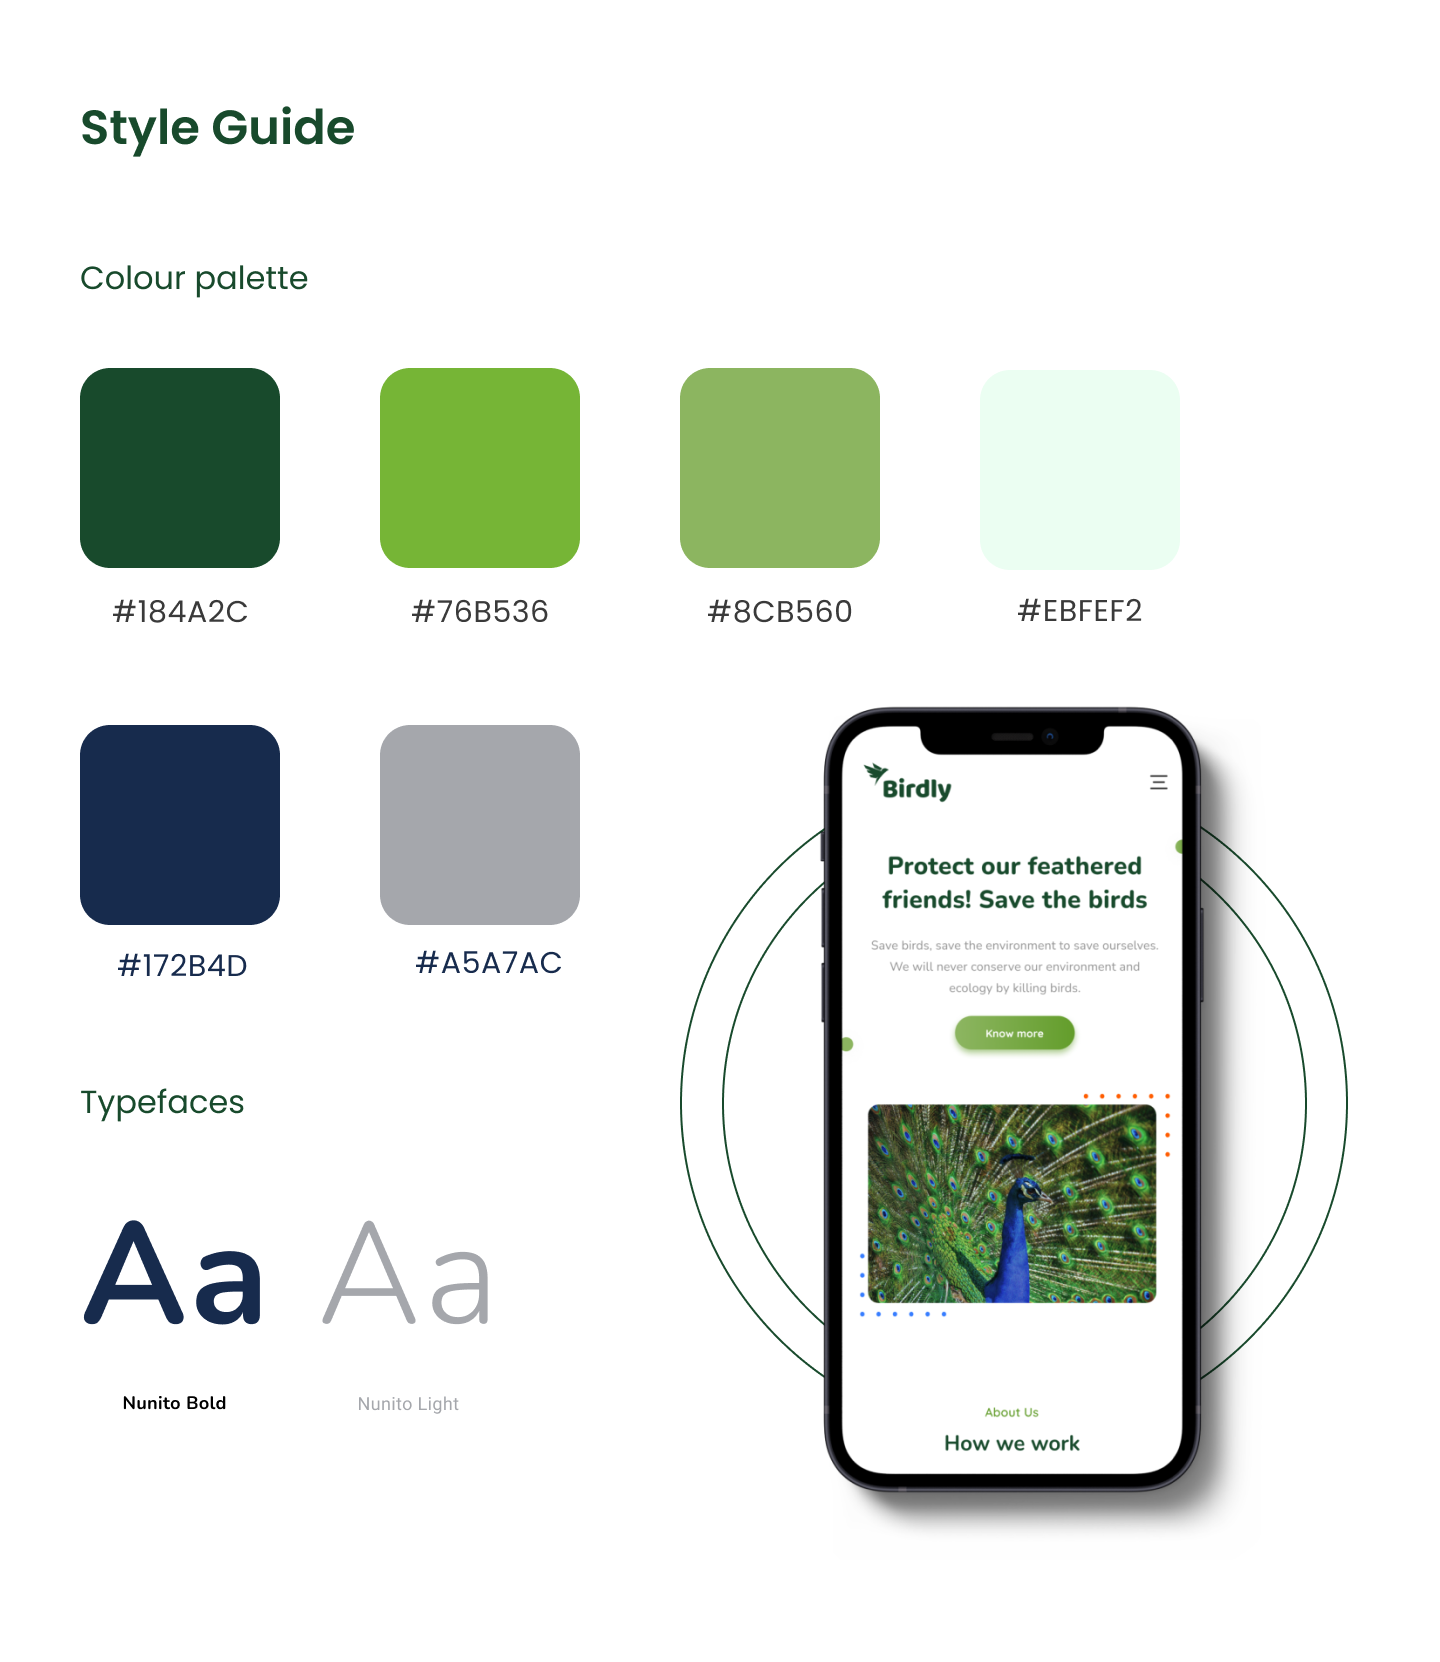 Style Guide
Colour palette
#184A2C
#76B536
#8CB560
#EBFEF2
#172B4D
#A5A7AC
Typefaces
Aa
Aa
Nunito Bold
Nunito Light
Birdly
Protect our feathered
friends! Save the birds
Save birds, save the environment to save ourselves.
We will never conserve our environment and
ecology by killing birds.
Know more
About Us
How we work